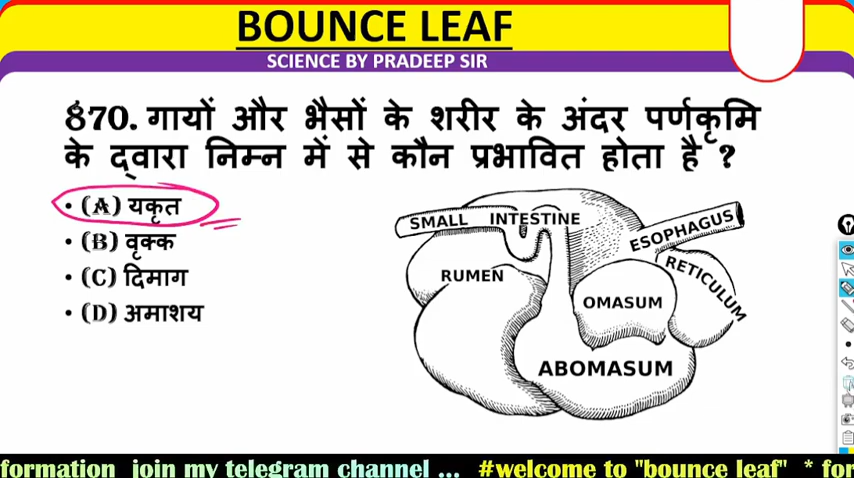 BOUNCE LEAF
SCIENCE BY PRADEEP SIR
870. गायों और भैसों के शरीर के अंदर पर्णकृमि
के द्वारा निम्न में से कौन प्रभावित होता है ?
• (A) यकृत
• (B) वृक्क
• (C) दिमाग
• (D) अमाशय
SMALL INTESTINE
ESOPHAGUS
RUMEN
RETICULUM
OMASUM
ABOMASUM
formation join my telegram channel ... #welcome to "bounce leaf" * for